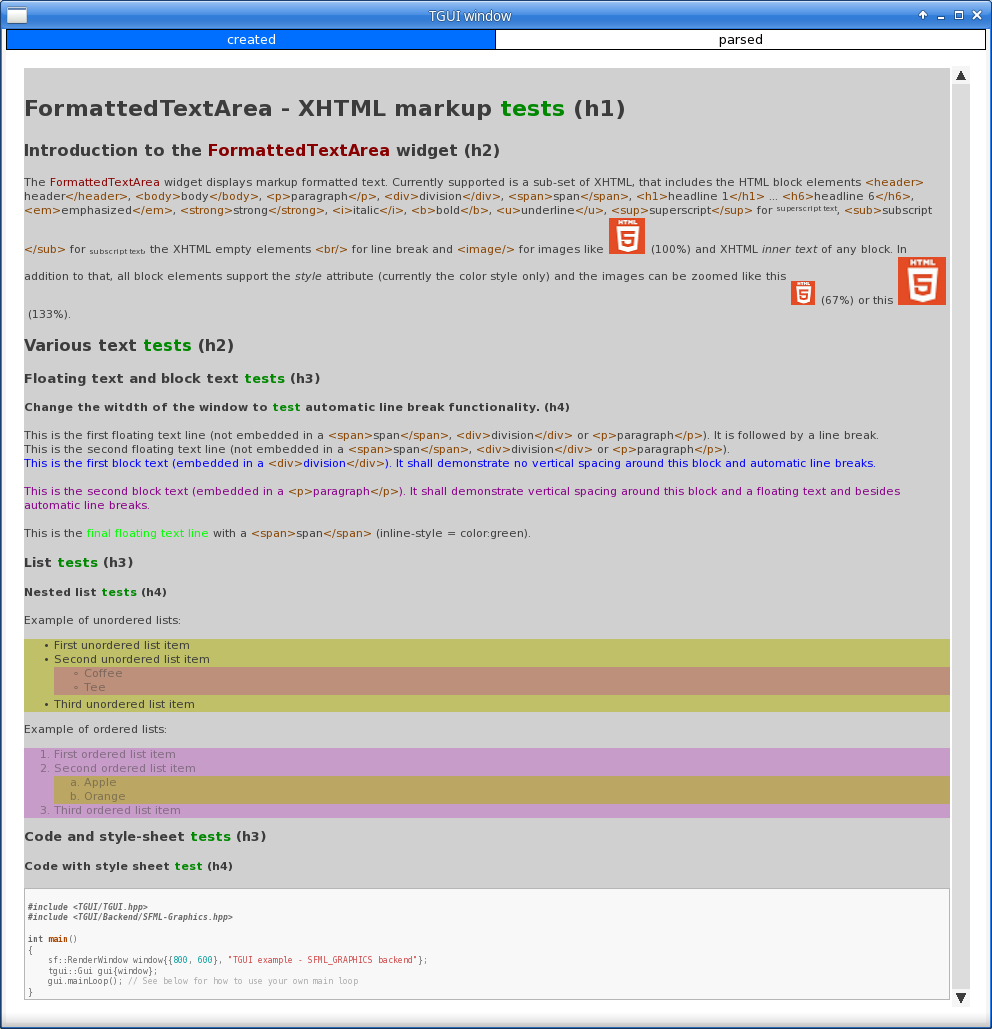 TGUI window
created parsed
FormattedTextArea - XHTML markup tests (h1)
Introduction to the FormattedTextArea widget (h2)
The FormattedTextArea widget displays markup formatted text. Currently supported is a sub-set of XHTML, that includes the HTML block elements <header>
header</header>, <body>body</body>, <p>paragraph</p>, <div>division</div>, <span>span</span>, <h1>headline 1</h1> ... <h6>headline 6</h6>,
<em>emphasized</em>, <strong>strong</strong>, <i>italic</i>, <b>bold</b>, <u>underline</u>, <sup>superscript</sup> for superscript text, <sub>subscript
HTML
5
</sub> for subscript text, the XHTML empty elements <br/> for line break and <image/> for images like (100%) and XHTML inner text of any block. In
HTML
5
addition to that, all block elements support the style attribute (currently the color style only) and the images can be zoomed like this
HTML
5
(67%) or this
(133%).
Various text tests (h2)
Floating text and block text tests (h3)
Change the witdth of the window to test automatic line break functionality. (h4)
This is the first floating text line (not embedded in a <span>span</span>, <div>division</div> or <p>paragraph</p>). It is followed by a line break.
This is the second floating text line (not embedded in a <span>span</span>, <div>division</div> or <p>paragraph</p>).
This is the first block text (embedded in a <div>division</div>). It shall demonstrate no vertical spacing around this block and automatic line breaks.
This is the second block text (embedded in a <p>paragraph</p>). It shall demonstrate vertical spacing around this block and a floating text and besides
automatic line breaks.
This is the final floating text line with a <span>span</span> (inline-style = color:green).
List tests (h3)
Nested list tests (h4)
Example of unordered lists:
• First unordered list item
• Second unordered list item
◦ Coffee
◦ Tee
• Third unordered list item
Example of ordered lists:
1. First ordered list item
2. Second ordered list item
a. Apple
b. Orange
3. Third ordered list item
Code and style-sheet tests (h3)
Code with style sheet test (h4)
#include <TGUI/TGUI.hpp>
#include <TGUI/Backend/SFML-Graphics.hpp>
int main()
{
sf::RenderWindow window{{800, 600}, "TGUI example - SFML_GRAPHICS backend"};
tgui::Gui gui{window};
gui.mainLoop(); // See below for how to use your own main loop
}